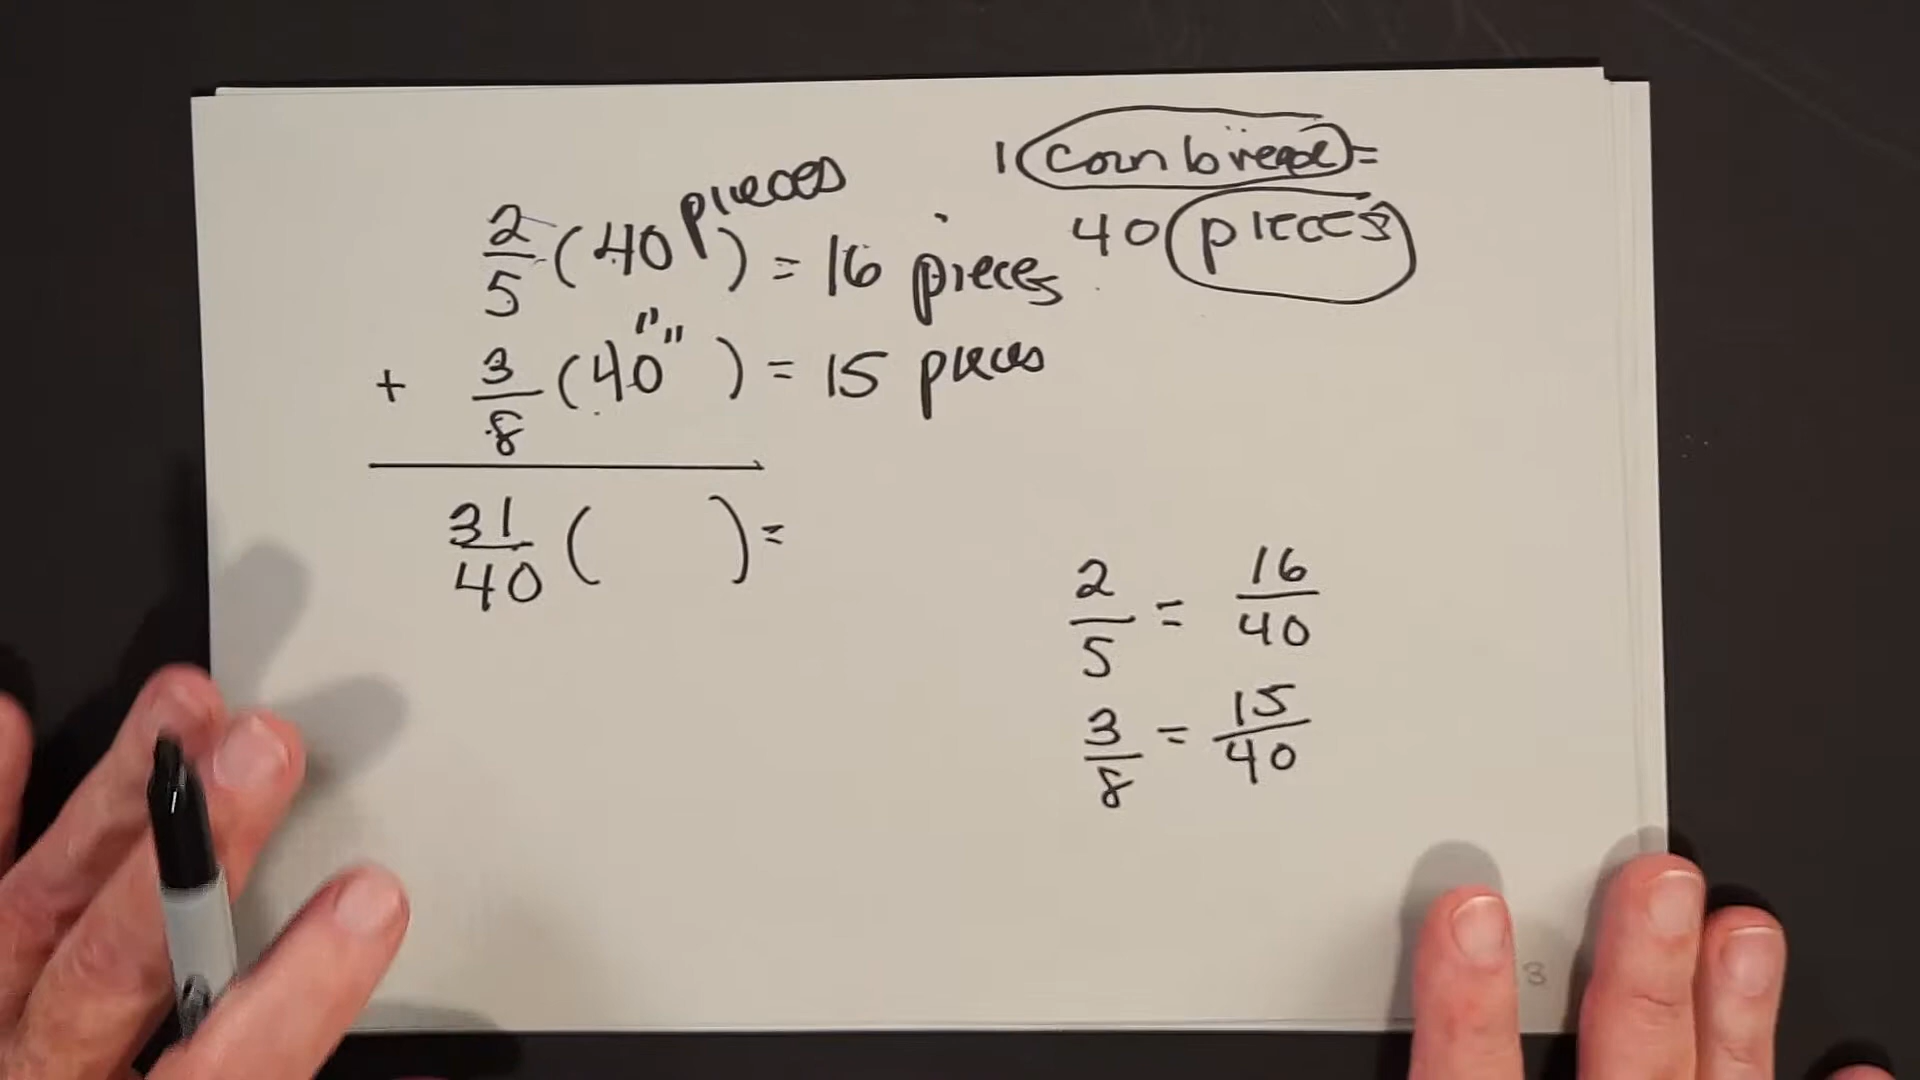 1 cornbread =
40 pieces
2/5 (40 pieces) = 16 pieces
+ 3/8 (40 " ") = 15 pieces
31/40 ( ) =
2/5 = 16/40
3/8 = 15/40
3